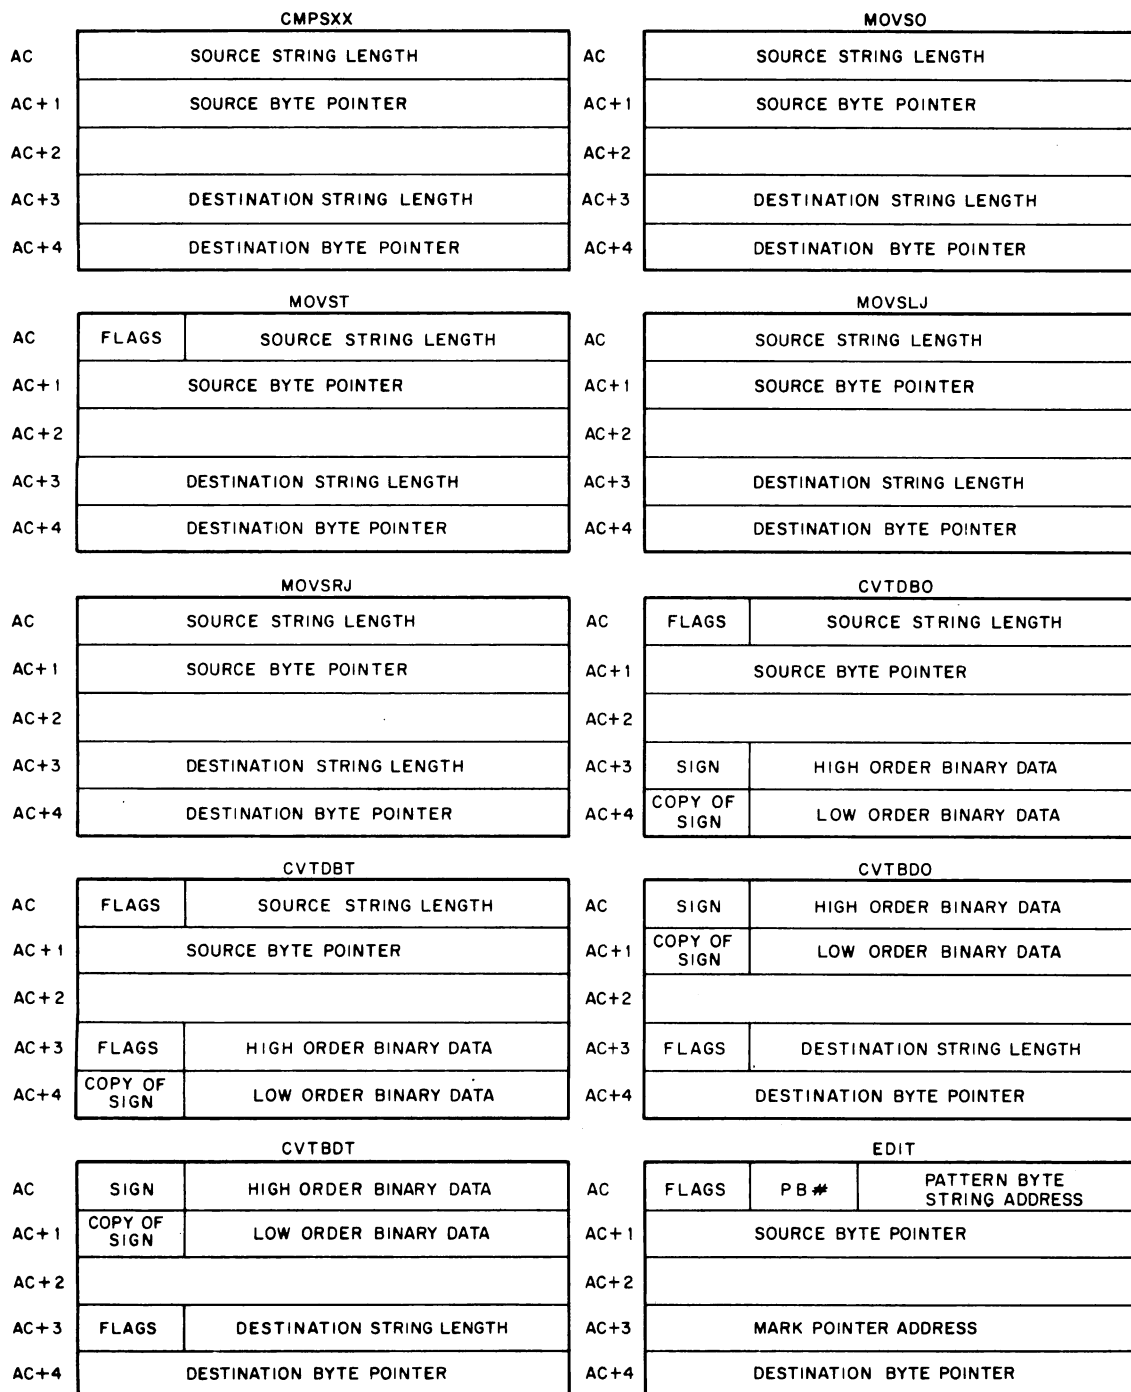 CMPSXX
AC SOURCE STRING LENGTH
AC+1 SOURCE BYTE POINTER
AC+2
AC+3 DESTINATION STRING LENGTH
AC+4 DESTINATION BYTE POINTER
MOVSO
AC SOURCE STRING LENGTH
AC+1 SOURCE BYTE POINTER
AC+2
AC+3 DESTINATION STRING LENGTH
AC+4 DESTINATION BYTE POINTER
MOVST
AC FLAGS SOURCE STRING LENGTH
AC+1 SOURCE BYTE POINTER
AC+2
AC+3 DESTINATION STRING LENGTH
AC+4 DESTINATION BYTE POINTER
MOVSLJ
AC SOURCE STRING LENGTH
AC+1 SOURCE BYTE POINTER
AC+2
AC+3 DESTINATION STRING LENGTH
AC+4 DESTINATION BYTE POINTER
MOVSRJ
AC SOURCE STRING LENGTH
AC+1 SOURCE BYTE POINTER
AC+2
AC+3 DESTINATION STRING LENGTH
AC+4 DESTINATION BYTE POINTER
CVTDBO
AC FLAGS SOURCE STRING LENGTH
AC+1 SOURCE BYTE POINTER
AC+2
AC+3 SIGN HIGH ORDER BINARY DATA
COPY OF
AC+4 SIGN LOW ORDER BINARY DATA
CVTDBT
AC FLAGS SOURCE STRING LENGTH
AC+1 SOURCE BYTE POINTER
AC+2
AC+3 FLAGS HIGH ORDER BINARY DATA
COPY OF
AC+4 SIGN LOW ORDER BINARY DATA
CVTBDO
AC SIGN HIGH ORDER BINARY DATA
COPY OF
AC+1 SIGN LOW ORDER BINARY DATA
AC+2
AC+3 FLAGS DESTINATION STRING LENGTH
AC+4 DESTINATION BYTE POINTER
CVTBDT
AC SIGN HIGH ORDER BINARY DATA
COPY OF
AC+1 SIGN LOW ORDER BINARY DATA
AC+2
AC+3 FLAGS DESTINATION STRING LENGTH
AC+4 DESTINATION BYTE POINTER
EDIT
AC FLAGS PB# PATTERN BYTE
STRING ADDRESS
AC+1 SOURCE BYTE POINTER
AC+2
AC+3 MARK POINTER ADDRESS
AC+4 DESTINATION BYTE POINTER